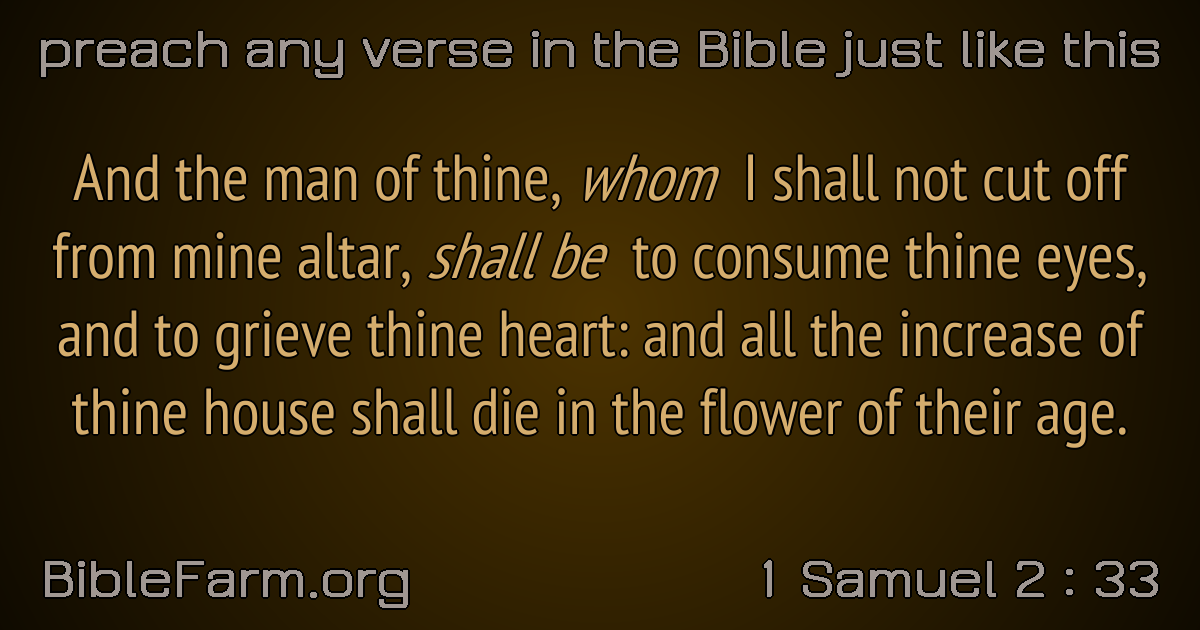 preach any verse in the Bible just like this
And the man of thine, whom I shall not cut off
from mine altar, shall be to consume thine eyes,
and to grieve thine heart: and all the increase of
thine house shall die in the flower of their age.
BibleFarm.org
1 Samuel 2 : 33